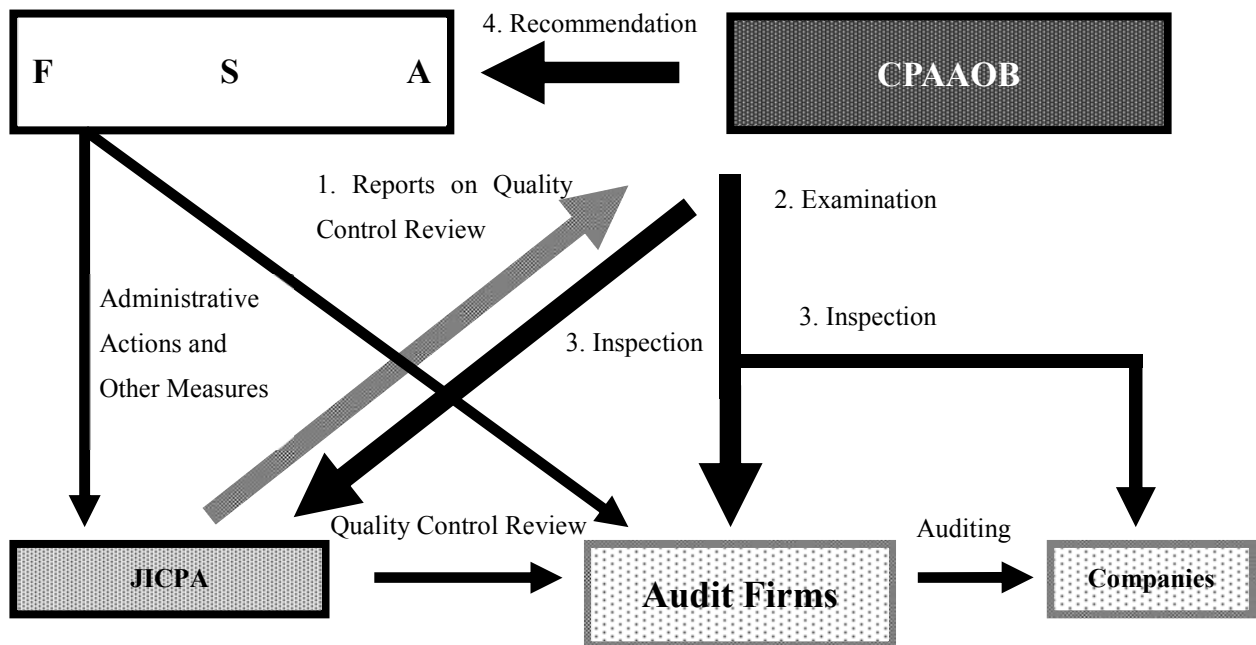 4. Recommendation
F S A
CPAAOB
1. Reports on Quality
Control Review
2. Examination
Administrative
Actions and
Other Measures
3. Inspection
3. Inspection
Quality Control Review
Auditing
JICPA
Audit Firms
Companies